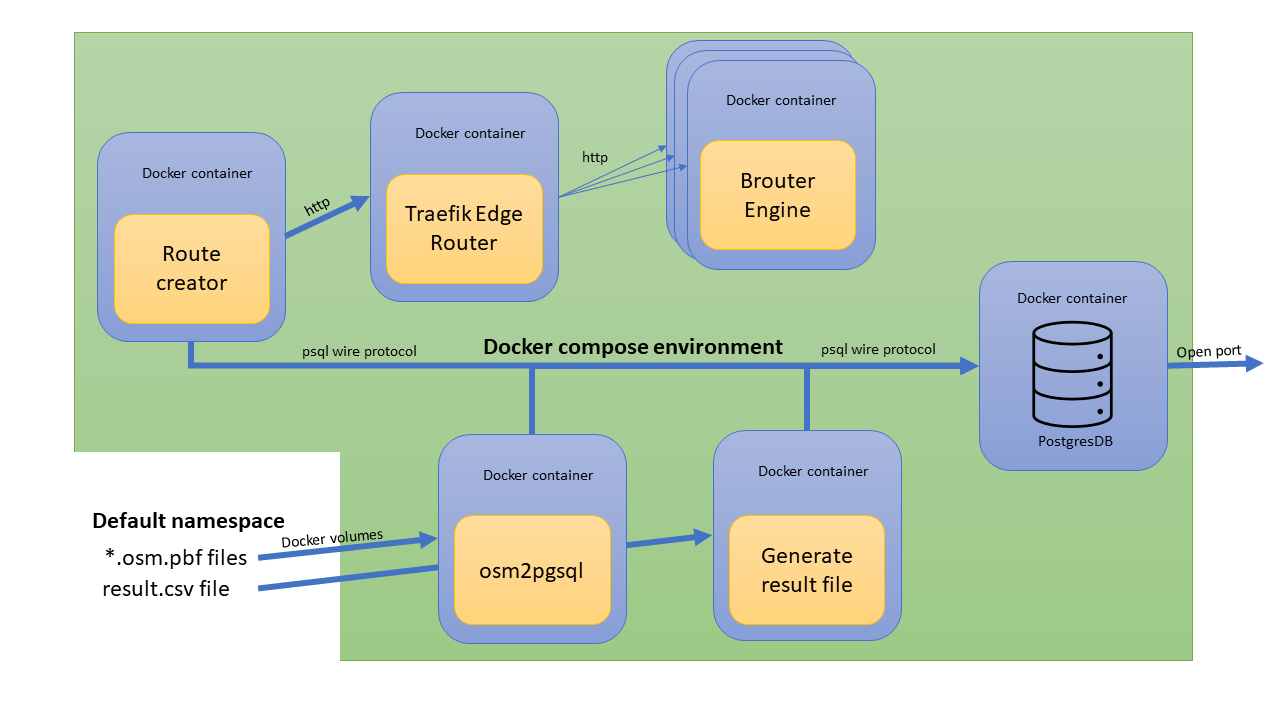 Docker container
Brouter
Engine
Docker container
Traefik Edge
Router
http
Docker container
Route
creator
http
psql wire protocol
Docker compose environment
psql wire protocol
Docker container
PostgresDB
Open port
Default namespace
*.osm.pbf files
result.csv file
Docker volumes
Docker container
osm2pgsql
Docker container
Generate
result file